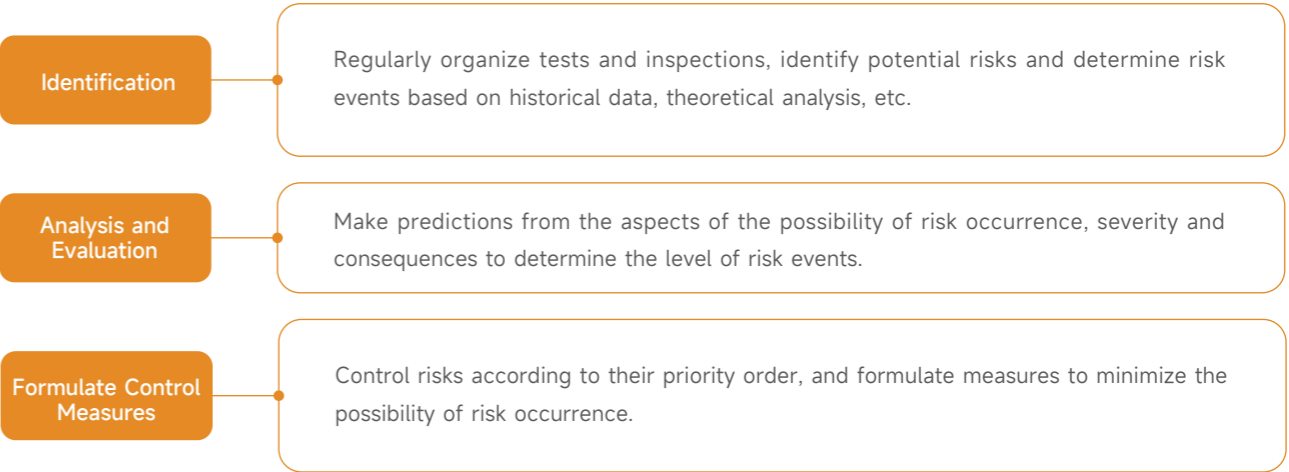 Identification
Regularly organize tests and inspections, identify potential risks and determine risk
events based on historical data, theoretical analysis, etc.
Analysis and
Evaluation
Make predictions from the aspects of the possibility of risk occurrence, severity and
consequences to determine the level of risk events.
Formulate Control
Measures
Control risks according to their priority order, and formulate measures to minimize the
possibility of risk occurrence.